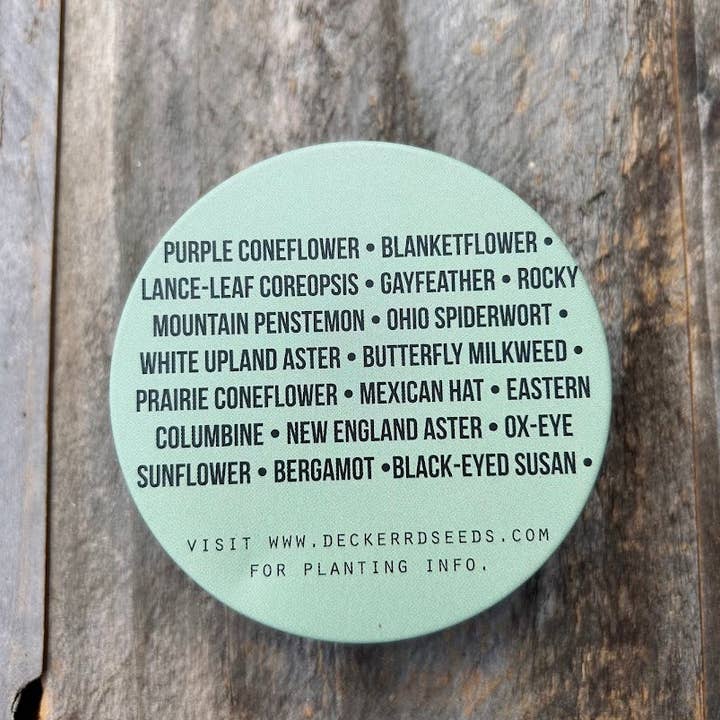 PURPLE CONEFLOWER • BLANKETFLOWER •
LANCE-LEAF COREOPSIS • GAYFEATHER • ROCKY
MOUNTAIN PENSTEMON • OHIO SPIDERWORT •
WHITE UPLAND ASTER • BUTTERFLY MILKWEED •
PRAIRIE CONEFLOWER • MEXICAN HAT • EASTERN
COLUMBINE • NEW ENGLAND ASTER • OX-EYE
SUNFLOWER • BERGAMOT •BLACK-EYED SUSAN •
VISIT WWW.DECKERRDSEEDS.COM
FOR PLANTING INFO.